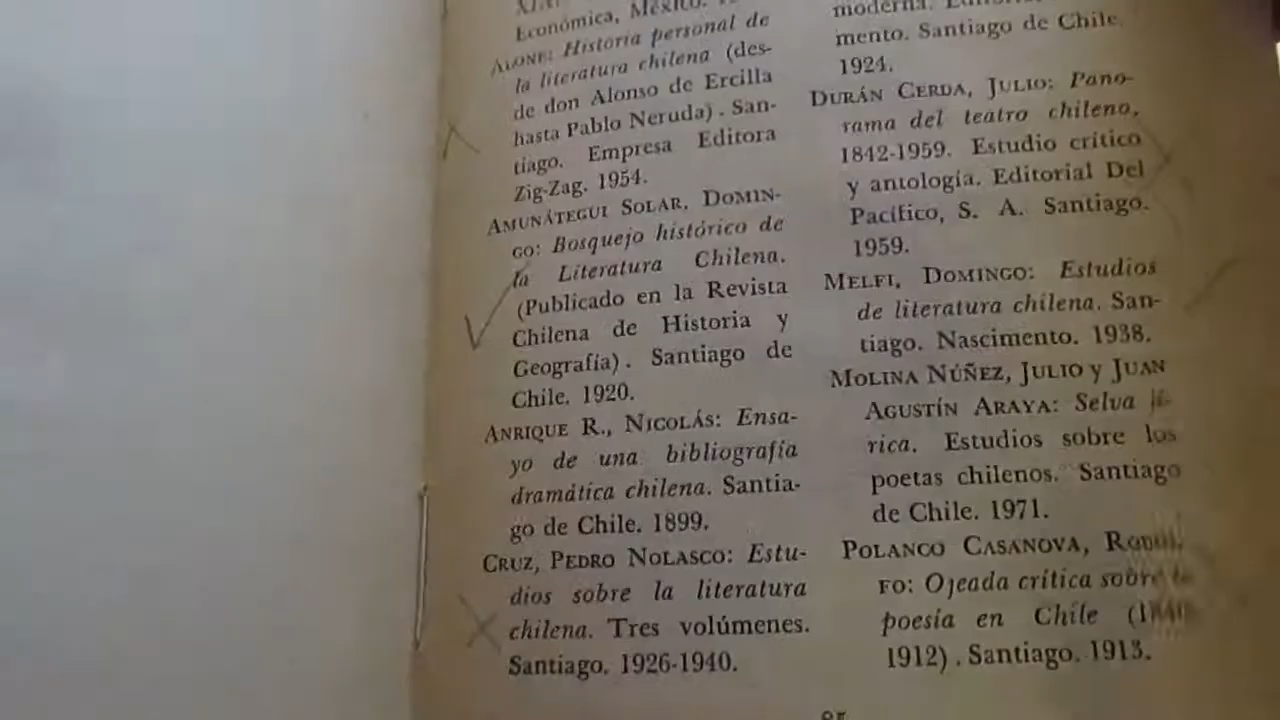 Económica, México.
ALONE: Historia personal de
la literatura chilena (des-
de don Alonso de Ercilla
hasta Pablo Neruda). San-
tiago. Empresa Editora
Zig-Zag. 1954.
AMUNÁTEGUI SOLAR, DOMIN-
GO: Bosquejo histórico de
la Literatura Chilena.
(Publicado en la Revista
Chilena de Historia y
Geografía). Santiago de
Chile. 1920.
ANRIQUE R., NICOLÁS: Ensa-
yo de una bibliografía
dramática chilena. Santia-
go de Chile. 1899.
CRUZ, PEDRO NOLASCO: Estu-
dios sobre la literatura
chilena. Tres volúmenes.
Santiago. 1926-1940.
moderna.
mento. Santiago de Chile.
1924.
DURÁN CERDA, JULIO: Pano-
rama del teatro chileno,
1842-1959. Estudio crítico
y antología. Editorial Del
Pacífico, S. A. Santiago.
1959.
MELFI, DOMINGO: Estudios
de literatura chilena. San-
tiago. Nascimento. 1938.
MOLINA NÚÑEZ, JULIO y JUAN
AGUSTÍN ARAYA: Selva lí-
rica. Estudios sobre los
poetas chilenos. Santiago
de Chile. 1971.
POLANCO CASANOVA, RODOL-
FO: Ojeada crítica sobre la
poesía en Chile (1840-
1912). Santiago. 1913.